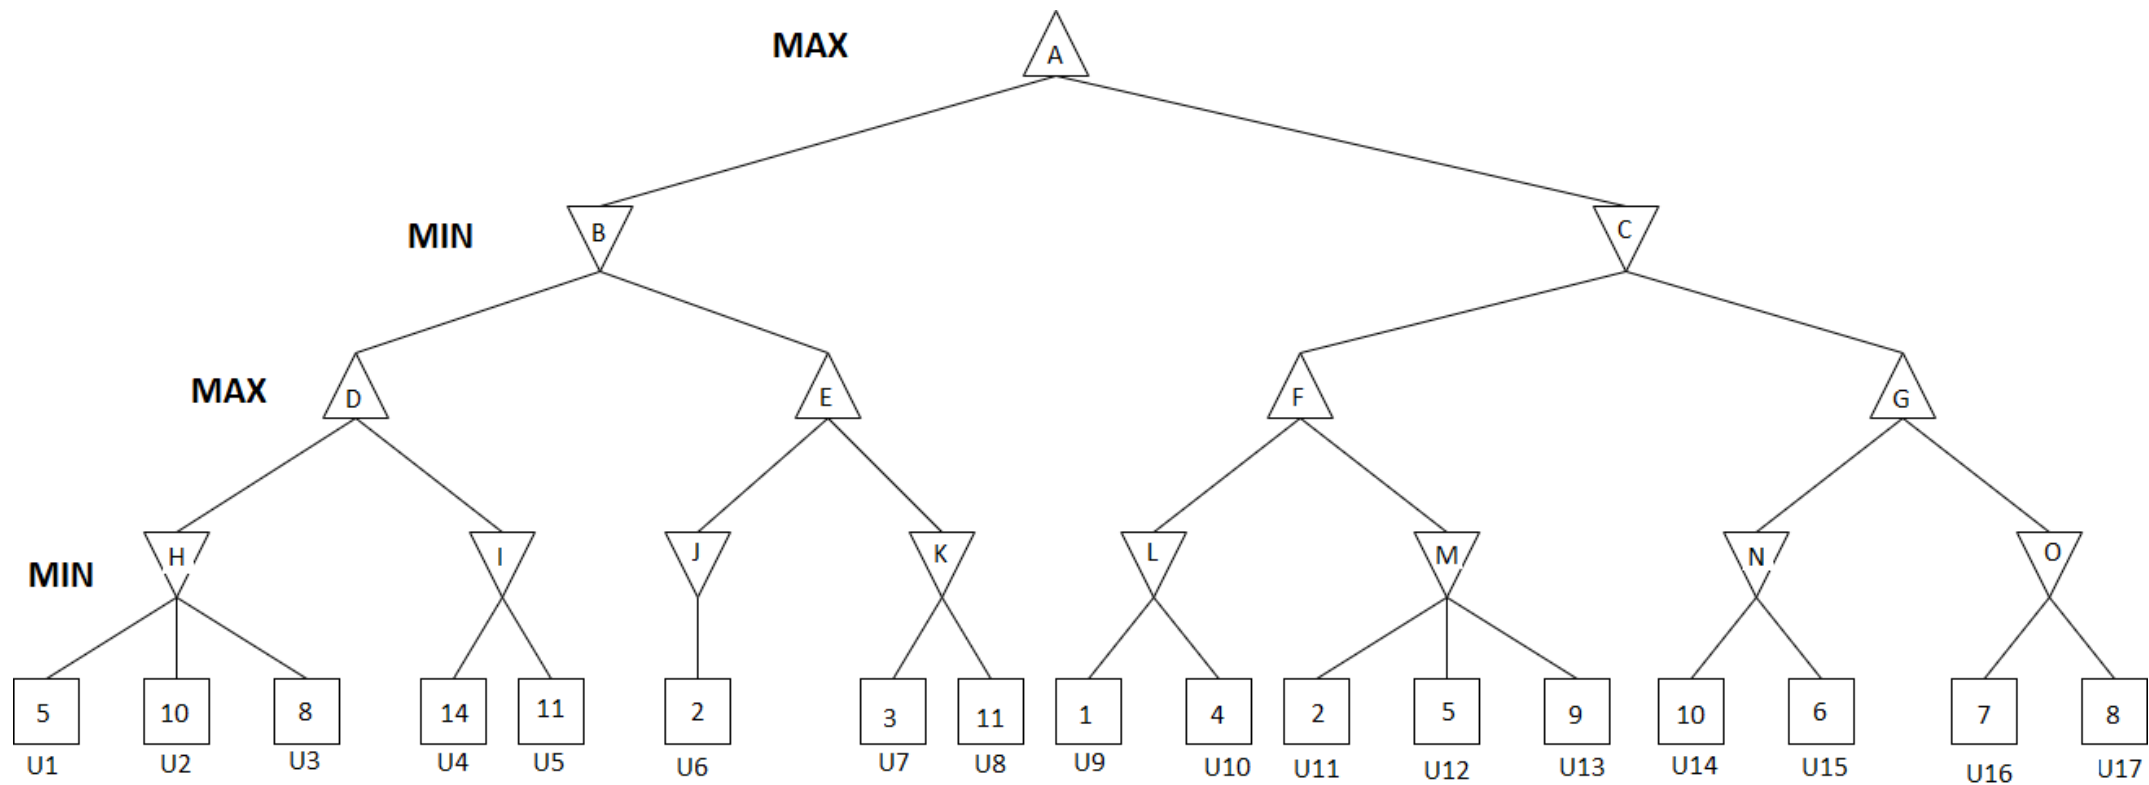 MAX A
MIN B C
MAX D E F G
MIN H I J K L M N O
5 10 8 14 11 2 3 11 1 4 2 5 9 10 6 7 8
U1 U2 U3 U4 U5 U6 U7 U8 U9 U10 U11 U12 U13 U14 U15 U16 U17